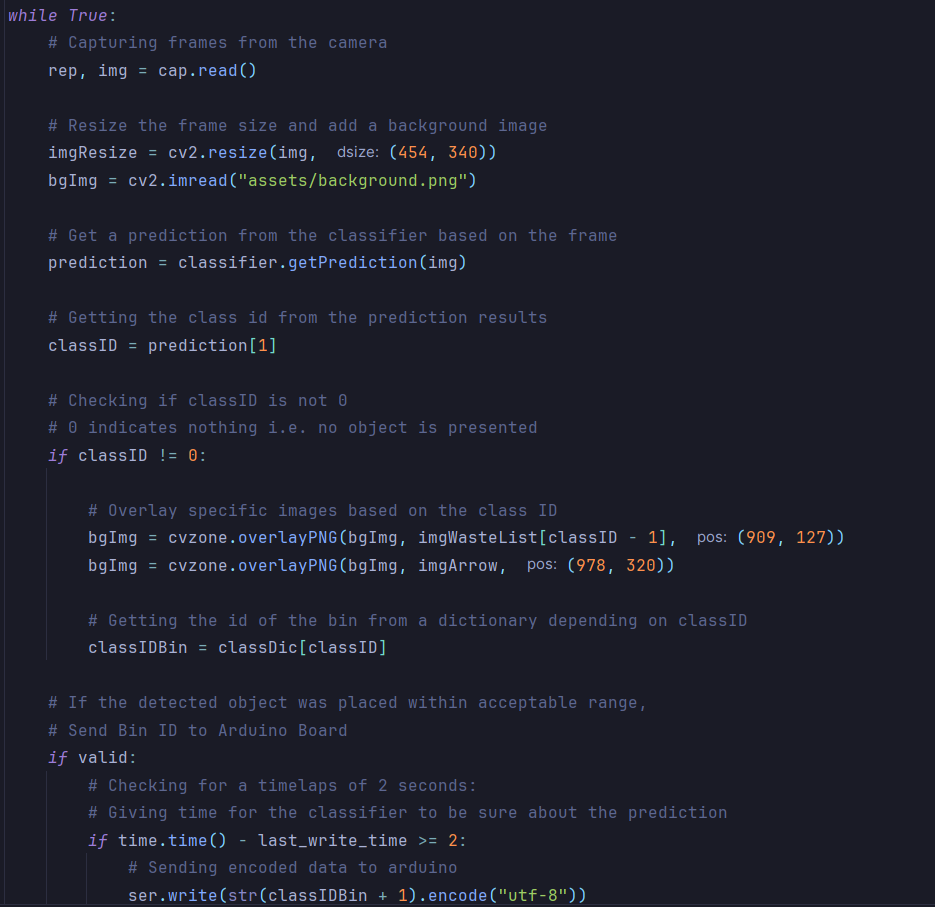 while True:
    # Capturing frames from the camera
    rep, img = cap.read()

    # Resize the frame size and add a background image
    imgResize = cv2.resize(img,  dsize: (454, 340))
    bgImg = cv2.imread("assets/background.png")

    # Get a prediction from the classifier based on the frame
    prediction = classifier.getPrediction(img)

    # Getting the class id from the prediction results
    classID = prediction[1]

    # Checking if classID is not 0
    # 0 indicates nothing i.e. no object is presented
    if classID != 0:

        # Overlay specific images based on the class ID
        bgImg = cvzone.overlayPNG(bgImg, imgWasteList[classID - 1],  pos: (909, 127))
        bgImg = cvzone.overlayPNG(bgImg, imgArrow,  pos: (978, 320))

        # Getting the id of the bin from a dictionary depending on classID
        classIDBin = classDic[classID]

    # If the detected object was placed within acceptable range,
    # Send Bin ID to Arduino Board
    if valid:
        # Checking for a timelaps of 2 seconds:
        # Giving time for the classifier to be sure about the prediction
        if time.time() - last_write_time >= 2:
            # Sending encoded data to arduino
            ser.write(str(classIDBin + 1).encode("utf-8"))